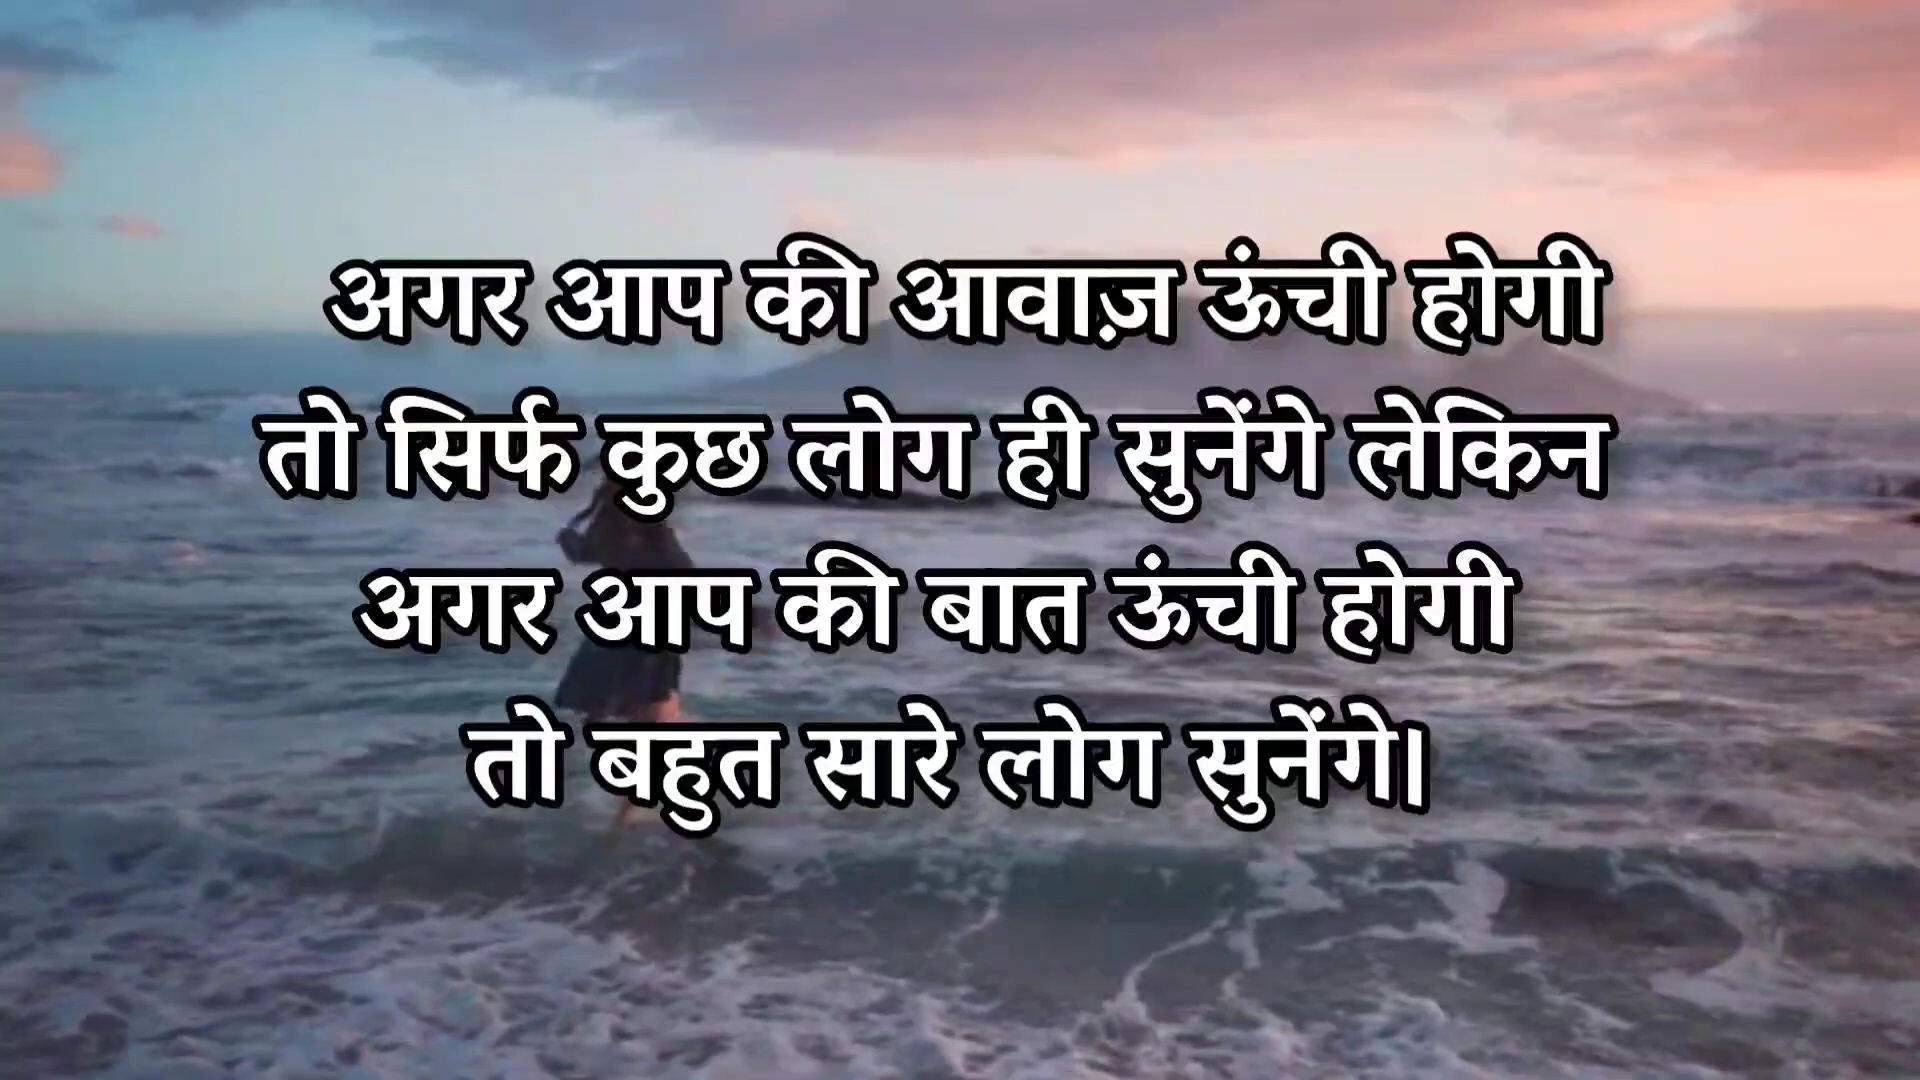 अगर आप की आवाज़ ऊंची होगी
तो सिर्फ कुछ लोग ही सुनेंगे लेकिन
अगर आप की बात ऊंची होगी
तो बहुत सारे लोग सुनेंगे।